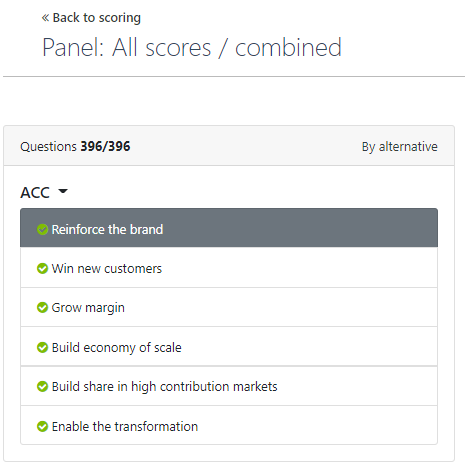 « Back to scoring
Panel: All scores / combined
Questions 396/396 By alternative
ACC
Reinforce the brand
Win new customers
Grow margin
Build economy of scale
Build share in high contribution markets
Enable the transformation